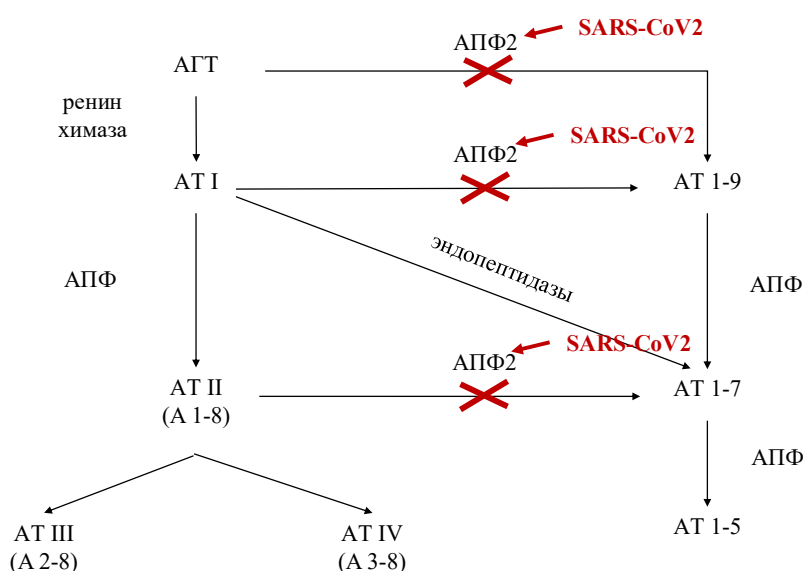 SARS-CoV2
АПФ2
АГТ
ренин
химаза
SARS-CoV2
АПФ2
АТ I
АТ 1-9
эндопептидазы
АПФ
АПФ
SARS-CoV2
АПФ2
АТ II
(А 1-8)
АТ 1-7
АПФ
АТ III
(А 2-8)
АТ IV
(А 3-8)
АТ 1-5